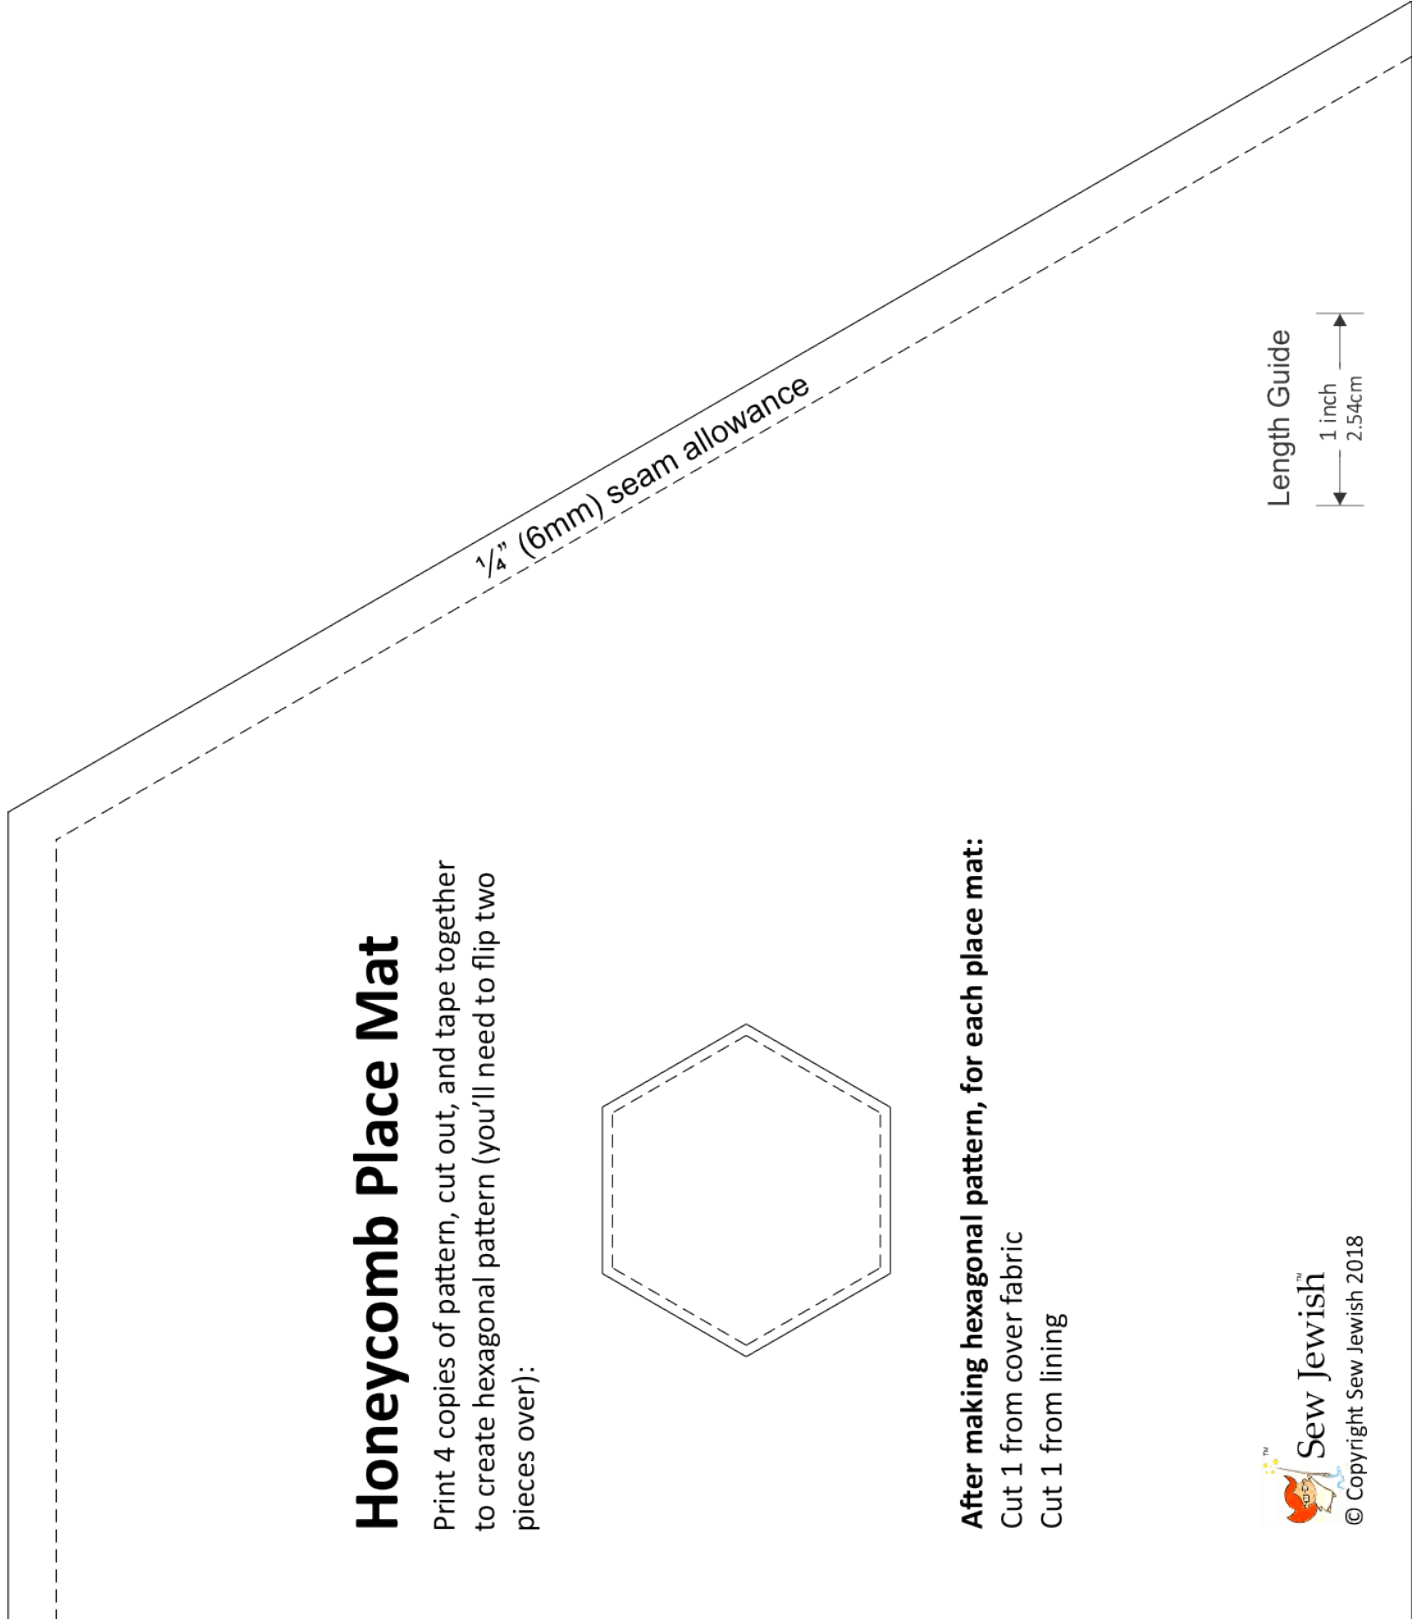 Honeycomb Place Mat
Print 4 copies of pattern, cut out, and tape together
to create hexagonal pattern (you’ll need to flip two
pieces over):
After making hexagonal pattern, for each place mat:
Cut 1 from cover fabric
Cut 1 from lining
¼” (6mm) seam allowance
Length Guide
1 inch
2.54cm
TM
Sew Jewish™
© Copyright Sew Jewish 2018